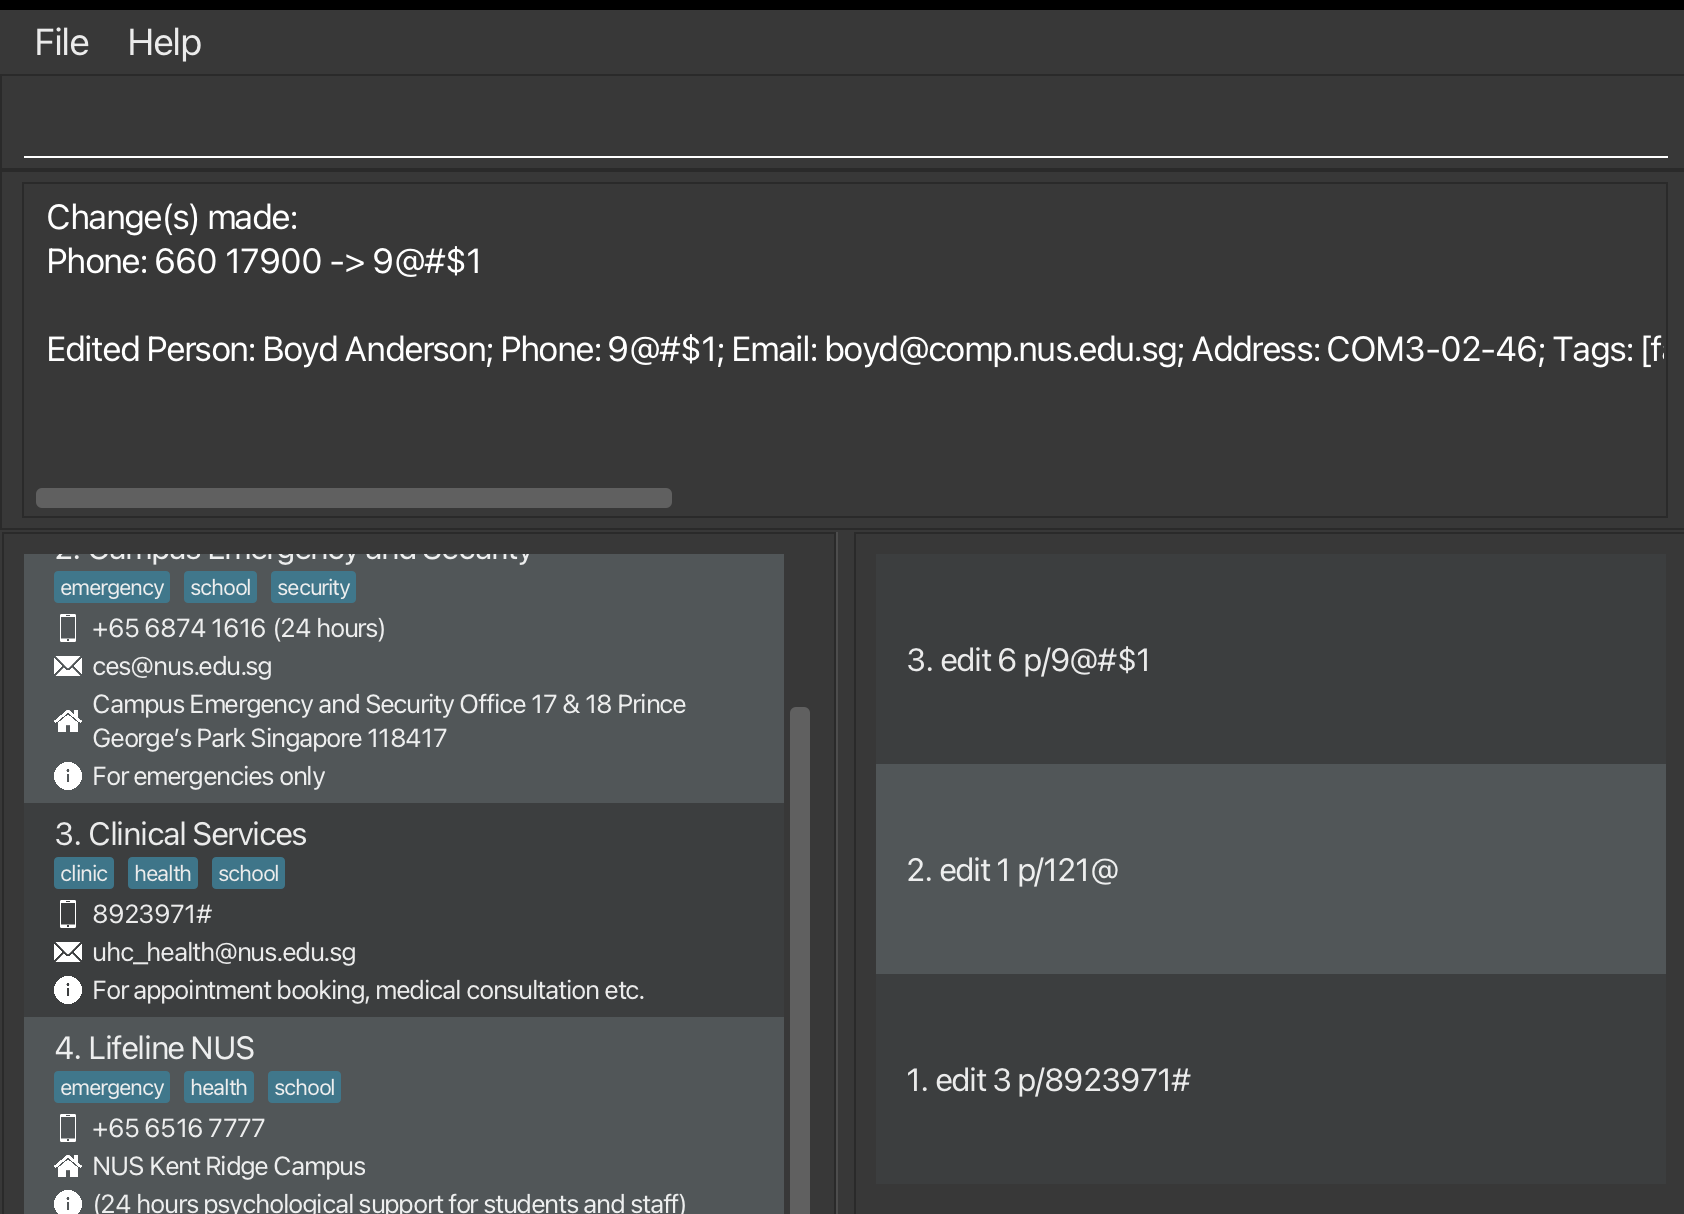 File Help
Change(s) made:
Phone: 660 17900 -> 9@#$1
Edited Person: Boyd Anderson; Phone: 9@#$1; Email: boyd@comp.nus.edu.sg; Address: COM3-02-46; Tags: [f
2. Campus Emergency and Security
emergency school security
+65 6874 1616 (24 hours)
ces@nus.edu.sg
Campus Emergency and Security Office 17 & 18 Prince
George's Park Singapore 118417
For emergencies only
3. Clinical Services
clinic health school
8923971#
uhc_health@nus.edu.sg
For appointment booking, medical consultation etc.
4. Lifeline NUS
emergency health school
+65 6516 7777
NUS Kent Ridge Campus
(24 hours psychological support for students and staff)
3. edit 6 p/9@#$1
2. edit 1 p/121@
1. edit 3 p/8923971#